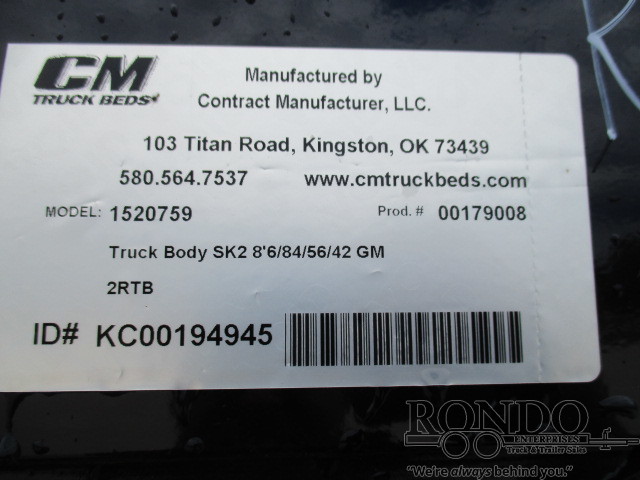 CM
TRUCK BEDS
Manufactured by
Contract Manufacturer, LLC.
103 Titan Road, Kingston, OK 73439
580.564.7537 www.cmtruckbeds.com
MODEL: 1520759 Prod. # 00179008
Truck Body SK2 8'6/84/56/42 GM
2RTB
ID# KC00194945
RONDO
ENTERPRISES
Truck & Trailer Sales
"We're always behind you."